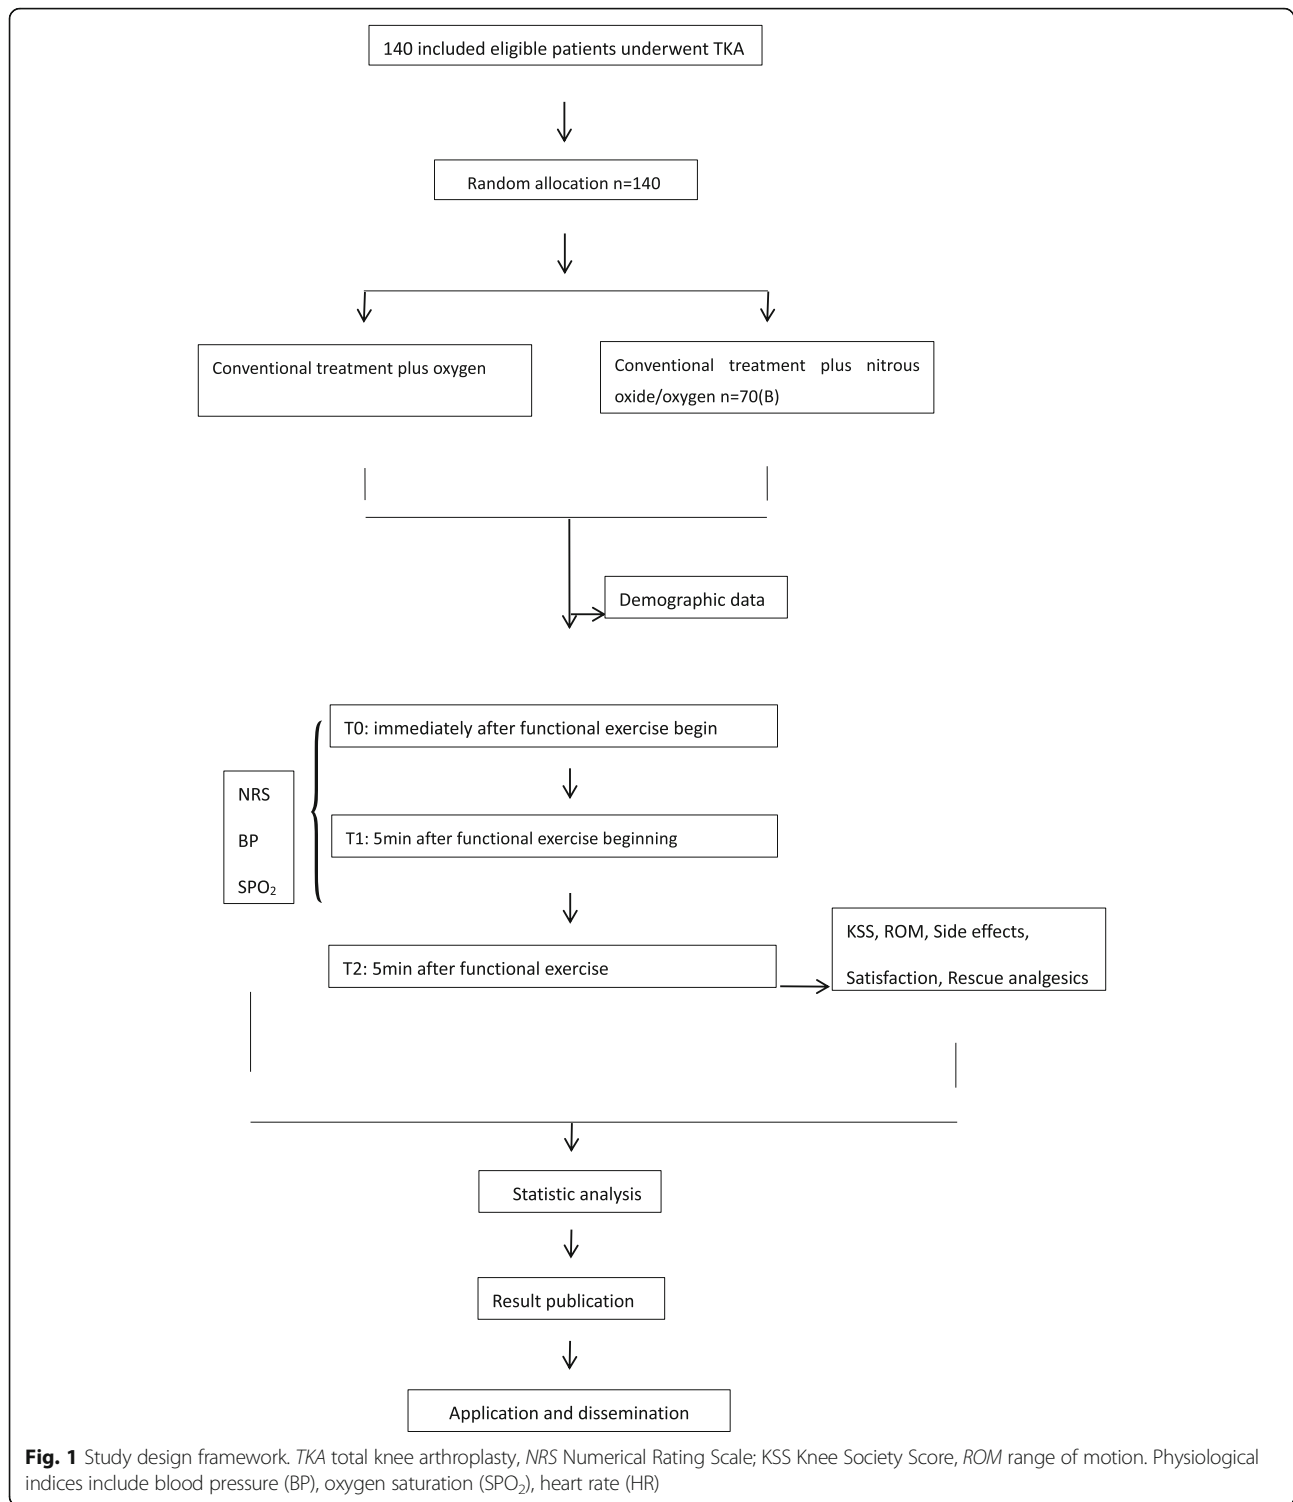 140 included eligible patients underwent TKA
Random allocation n=140
Conventional treatment plus oxygen
Conventional treatment plus nitrous
oxide/oxygen n=70(B)
Demographic data
T0: immediately after functional exercise begin
NRS
BP
SPO₂
T1: 5min after functional exercise beginning
T2: 5min after functional exercise
KSS, ROM, Side effects,
Satisfaction, Rescue analgesics
Statistic analysis
Result publication
Application and dissemination
Fig. 1 Study design framework. TKA total knee arthroplasty, NRS Numerical Rating Scale; KSS Knee Society Score, ROM range of motion. Physiological
indices include blood pressure (BP), oxygen saturation (SPO₂), heart rate (HR)